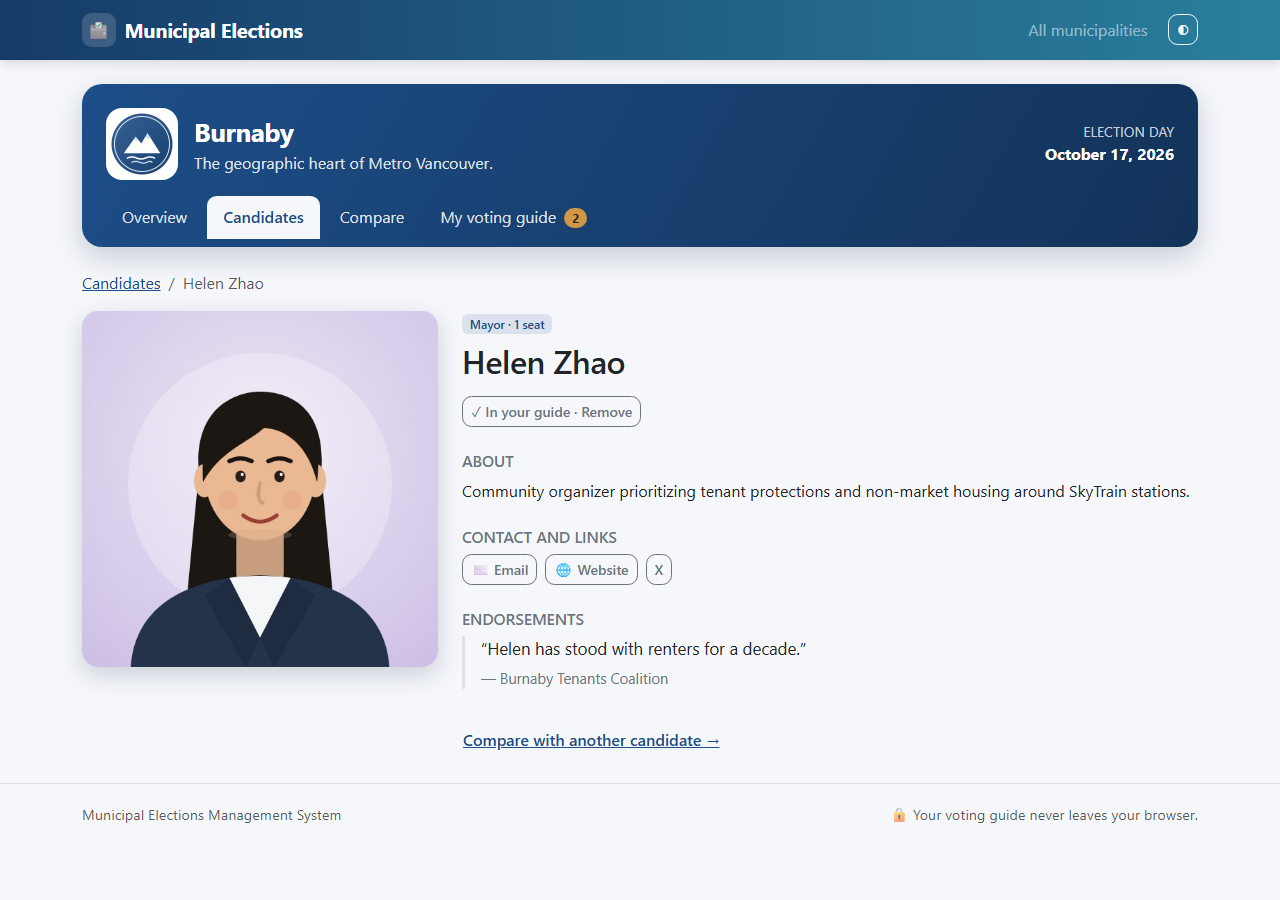 Municipal Elections
All municipalities
Burnaby
The geographic heart of Metro Vancouver.
ELECTION DAY
October 17, 2026
Overview
Candidates
Compare
My voting guide 2
Candidates / Helen Zhao
Mayor · 1 seat
Helen Zhao
✓ In your guide · Remove
ABOUT
Community organizer prioritizing tenant protections and non-market housing around SkyTrain stations.
CONTACT AND LINKS
Email
Website
X
ENDORSEMENTS
“Helen has stood with renters for a decade.”
— Burnaby Tenants Coalition
Compare with another candidate →
Municipal Elections Management System
Your voting guide never leaves your browser.